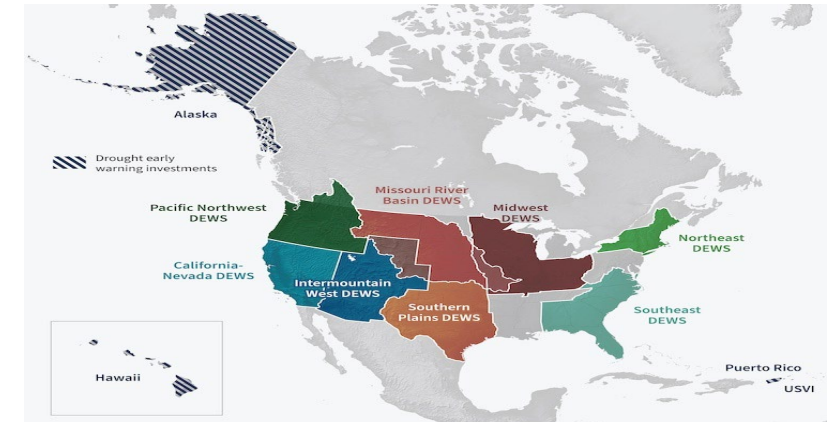 Alaska
Drought early
warning investments
Pacific Northwest
DEWS
Missouri River
Basin DEWS
Midwest
DEWS
Northeast
DEWS
California-
Nevada DEWS
Intermountain
West DEWS
Southern
Plains DEWS
Southeast
DEWS
Hawaii
Puerto Rico
USVI